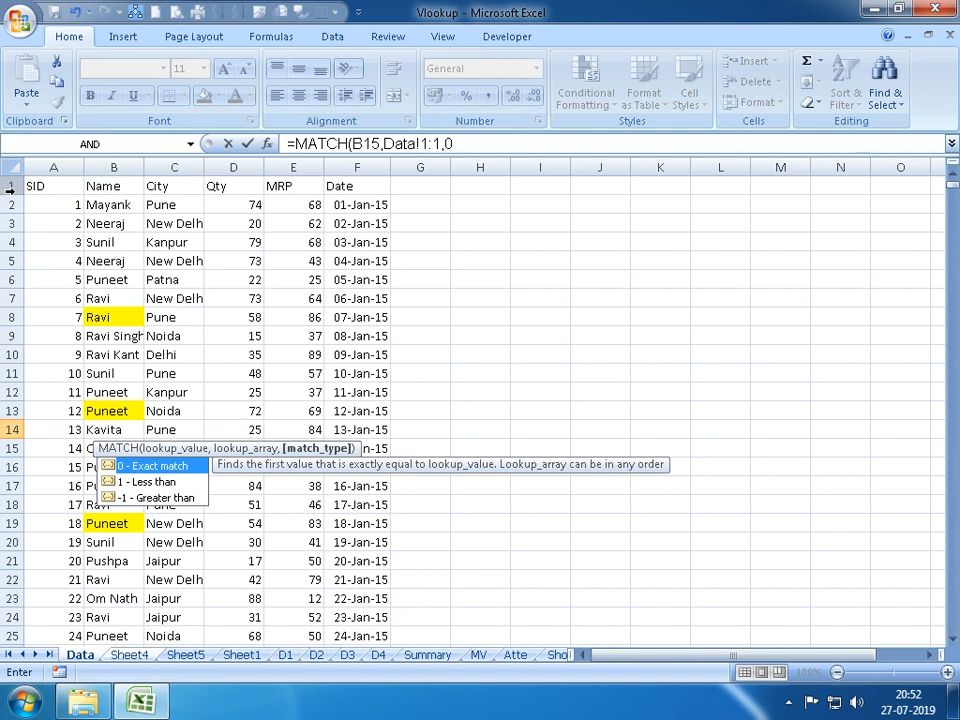 Vlookup - Microsoft Excel
Home Insert Page Layout Formulas Data Review View Developer
Paste
Clipboard
11 A A
B I U
Font
Alignment
General
% ,
Number
Conditional Formatting
Format as Table
Cell Styles
Styles
Insert
Delete
Format
Cells
Σ
Sort & Filter
Find & Select
Editing
AND fx =MATCH(B15,Data!1:1,0
A B C D E F G H I J K L M N O
1 SID Name City Qty MRP Date
2 1 Mayank Pune 74 68 01-Jan-15
3 2 Neeraj New Delh 20 62 02-Jan-15
4 3 Sunil Kanpur 79 68 03-Jan-15
5 4 Neeraj New Delh 73 43 04-Jan-15
6 5 Puneet Patna 22 25 05-Jan-15
7 6 Ravi New Delh 73 64 06-Jan-15
8 7 Ravi Pune 58 86 07-Jan-15
9 8 Ravi Singh Noida 15 37 08-Jan-15
10 9 Ravi Kant Delhi 35 89 09-Jan-15
11 10 Sunil Pune 48 57 10-Jan-15
12 11 Puneet Kanpur 25 37 11-Jan-15
13 12 Puneet Noida 72 69 12-Jan-15
14 13 Kavita Pune 25 84 13-Jan-15
15 14 MATCH(lookup_value, lookup_array, [match_type]) n-15
16 15 0 - Exact match Finds the first value that is exactly equal to lookup_value. Lookup_array can be in any order
1 - Less than
17 16 84 38 16-Jan-15
-1 - Greater than
18 17 51 46 17-Jan-15
19 18 Puneet New Delh 54 83 18-Jan-15
20 19 Sunil New Delh 30 41 19-Jan-15
21 20 Pushpa Jaipur 17 50 20-Jan-15
22 21 Ravi New Delh 42 79 21-Jan-15
23 22 Om Nath Jaipur 88 12 22-Jan-15
24 23 Ravi Jaipur 31 52 23-Jan-15
25 24 Puneet Noida 68 50 24-Jan-15
Data Sheet4 Sheet5 Sheet1 D1 D2 D3 D4 Summary MV Atte Sho
Enter 100%
20:52
27-07-2019